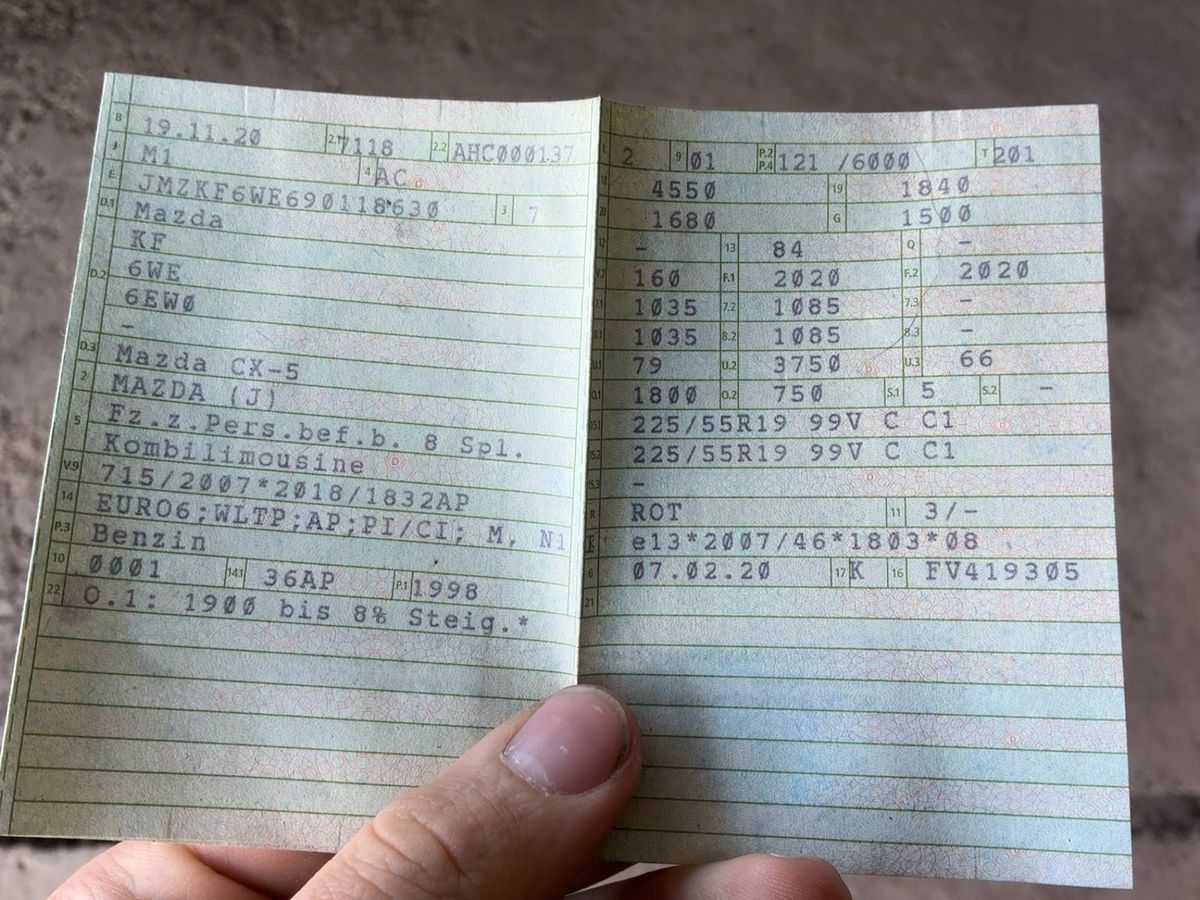 B 19.11.20 2.1 7118 2.2 AHC000137
J M1 4 AC
E JMZKF6WE690118630 3 7
D.1 Mazda
KF
D.2 6WE
6EW0
-
D.3 Mazda CX-5
2 MAZDA (J)
5 Fz.z.Pers.bef.b. 8 Spl.
Kombilimousine
V.9 715/2007*2018/1832AP
14 EURO6;WLTP;AP;PI/CI; M, N1
P.3 Benzin
10 0001 14.1 36AP P.1 1998
22 O.1: 1900 bis 8% Steig.*
L 2 9 01 P.2 P.4 121 /6000 T 201
18 4550 19 1840
20 1680 G 1500
12 - 13 84 Q -
V.7 160 F.1 2020 F.2 2020
7.1 1035 7.2 1085 7.3 -
8.1 1035 8.2 1085 8.3 -
U.1 79 U.2 3750 U.3 66
O.1 1800 O.2 750 S.1 5 S.2 -
15.1 225/55R19 99V C C1
15.2 225/55R19 99V C C1
15.3 -
R ROT 11 3/-
K e13*2007/46*1803*08
6 07.02.20 17 K 16 FV419305
21